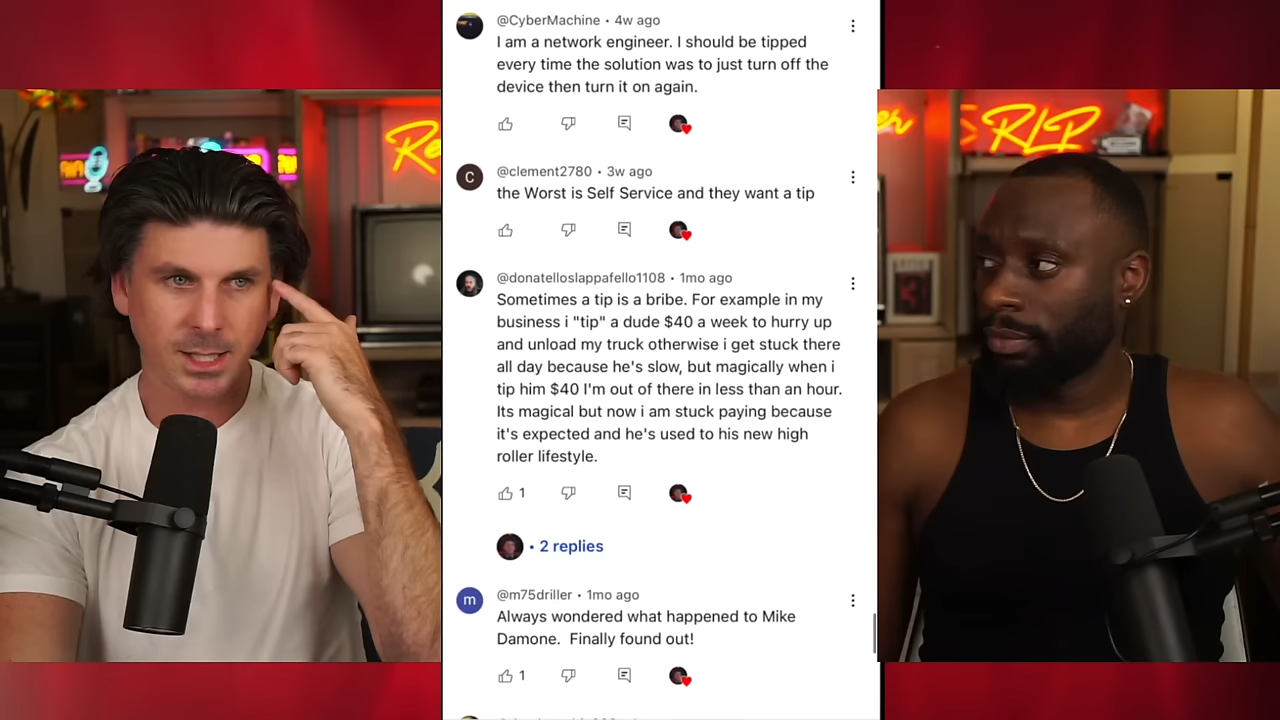 @CyberMachine • 4w ago
I am a network engineer. I should be tipped
every time the solution was to just turn off the
device then turn it on again.
C
@clement2780 • 3w ago
the Worst is Self Service and they want a tip
@donatelloslappafello1108 • 1mo ago
Sometimes a tip is a bribe. For example in my
business i "tip" a dude $40 a week to hurry up
and unload my truck otherwise i get stuck there
all day because he's slow, but magically when i
tip him $40 I'm out of there in less than an hour.
Its magical but now i am stuck paying because
it's expected and he's used to his new high
roller lifestyle.
1
• 2 replies
m
@m75driller • 1mo ago
Always wondered what happened to Mike
Damone.  Finally found out!
1
Re
RLP